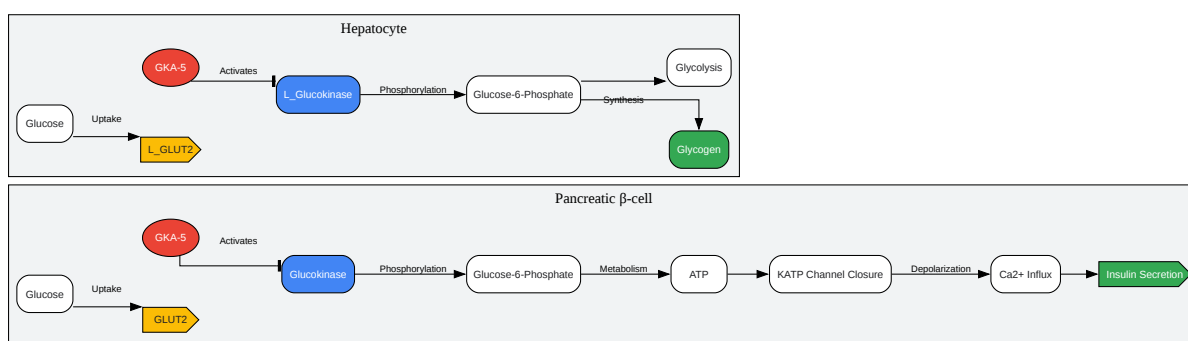 Hepatocyte
GKA-5
Activates
L_Glucokinase
Phosphorylation
Glucose-6-Phosphate
Glycolysis
Synthesis
Glycogen
Glucose
Uptake
L_GLUT2
Pancreatic β-cell
GKA-5
Activates
Glucokinase
Phosphorylation
Glucose-6-Phosphate
Metabolism
ATP
KATP Channel Closure
Depolarization
Ca2+ Influx
Insulin Secretion
Glucose
Uptake
GLUT2